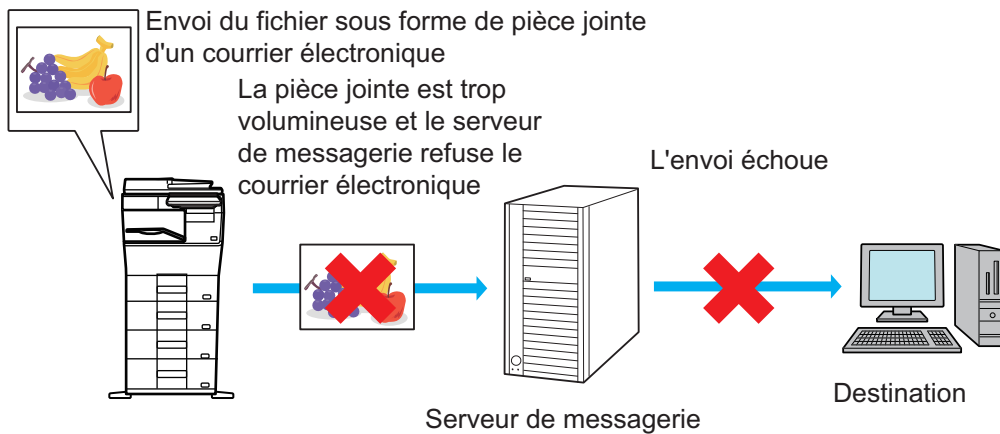 Envoi du fichier sous forme de pièce jointe
d'un courrier électronique
La pièce jointe est trop
volumineuse et le serveur
de messagerie refuse le
courrier électronique
L'envoi échoue
Serveur de messagerie
Destination